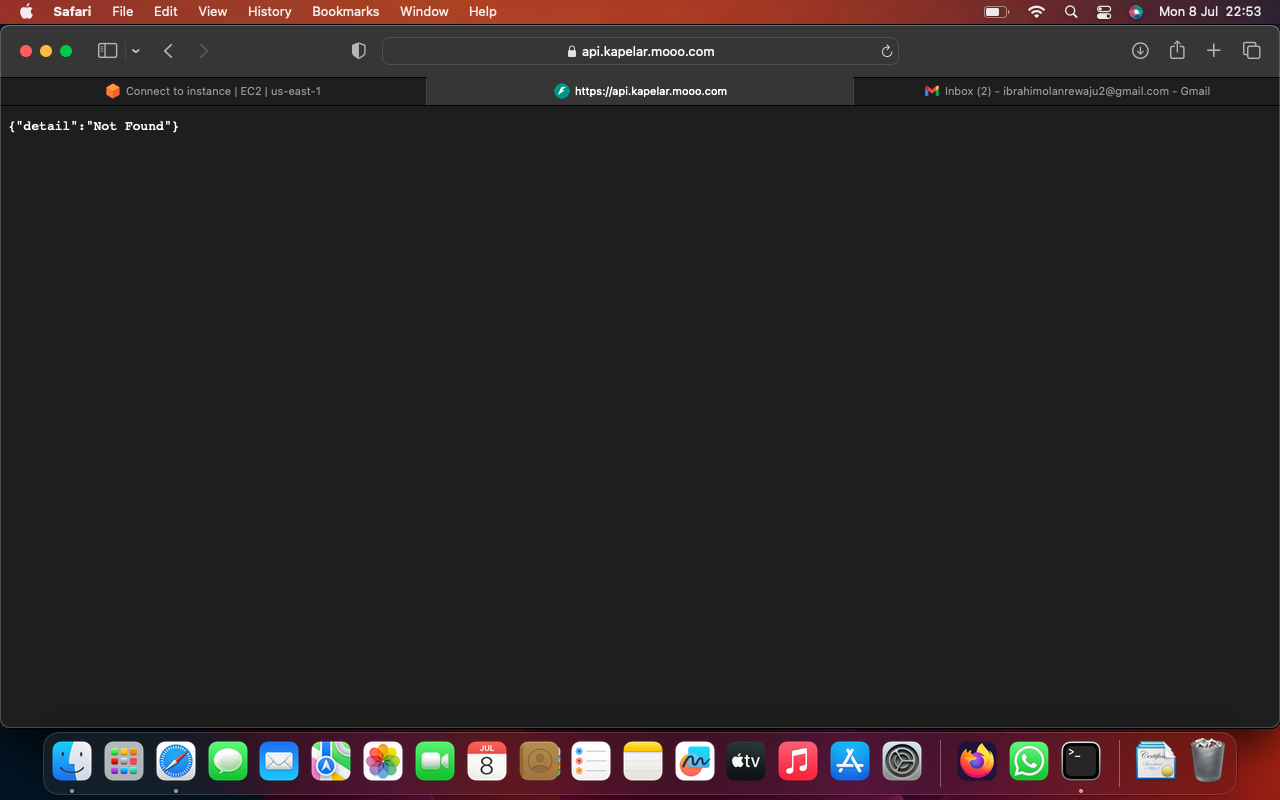 Safari File Edit View History Bookmarks Window Help Mon 8 Jul 22:53
api.kapelar.mooo.com
Connect to instance | EC2 | us-east-1 https://api.kapelar.mooo.com Inbox (2) - ibrahimolanrewaju2@gmail.com - Gmail
{"detail":"Not Found"}
JUL
8
tv
>_